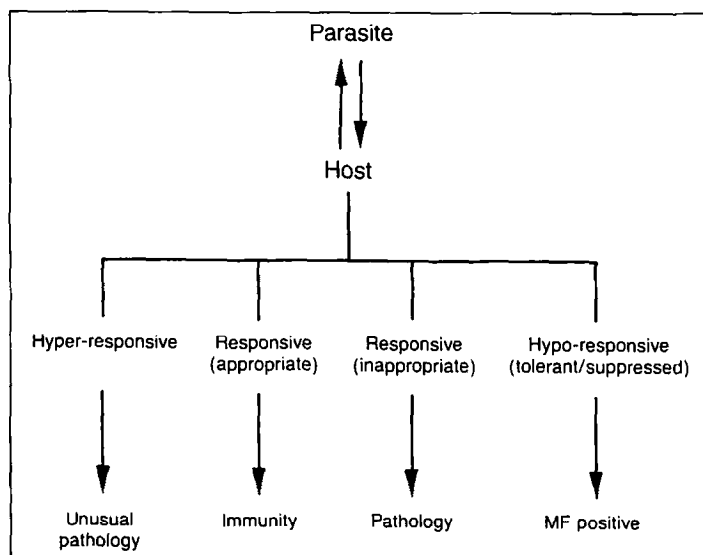 Parasite
Host
Hyper-responsive
Responsive
(appropriate)
Responsive
(inappropriate)
Hypo-responsive
(tolerant/suppressed)
Unusual
pathology
Immunity
Pathology
MF positive